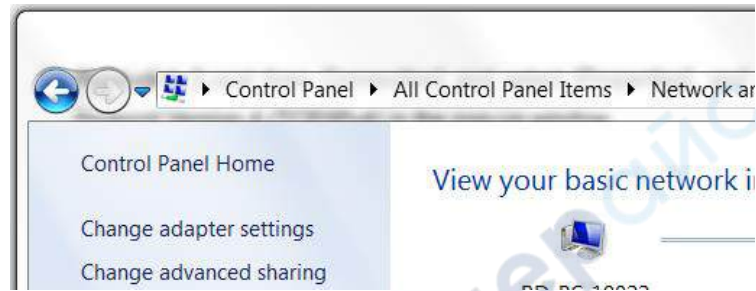 Control Panel ▸ All Control Panel Items ▸ Network
Control Panel Home
View your basic network
Change adapter settings
Change advanced sharing